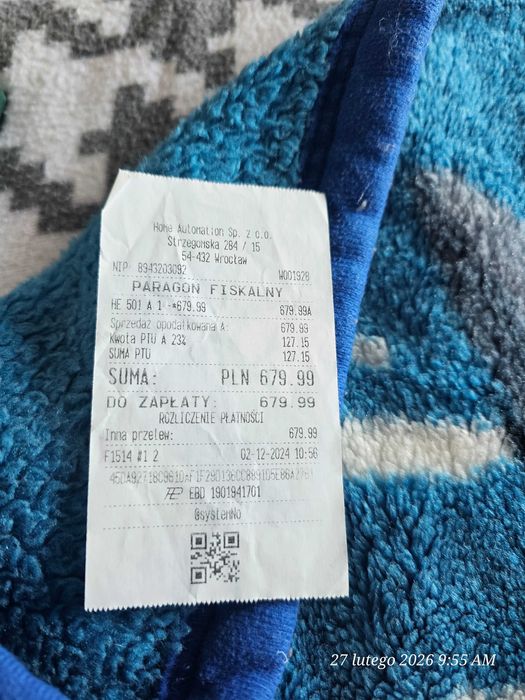 Home Automation Sp. z o.o.
Strzegomska 284 / 15
54-432 Wrocław
NIP: 8943203092 W001928
PARAGON FISKALNY
HE 501 A 1 *679.99 679.99A
Sprzedaż opodatkowana A: 679.99
Kwota PTU A 23% 127.15
SUMA PTU 127.15
SUMA: PLN 679.99
DO ZAPŁATY: 679.99
ROZLICZENIE PŁATNOŚCI
Inna przelew: 679.99
F1514 #1 2 02-12-2024 10:56
EBD 1901941701
@systemNo
27 lutego 2026 9:55 AM